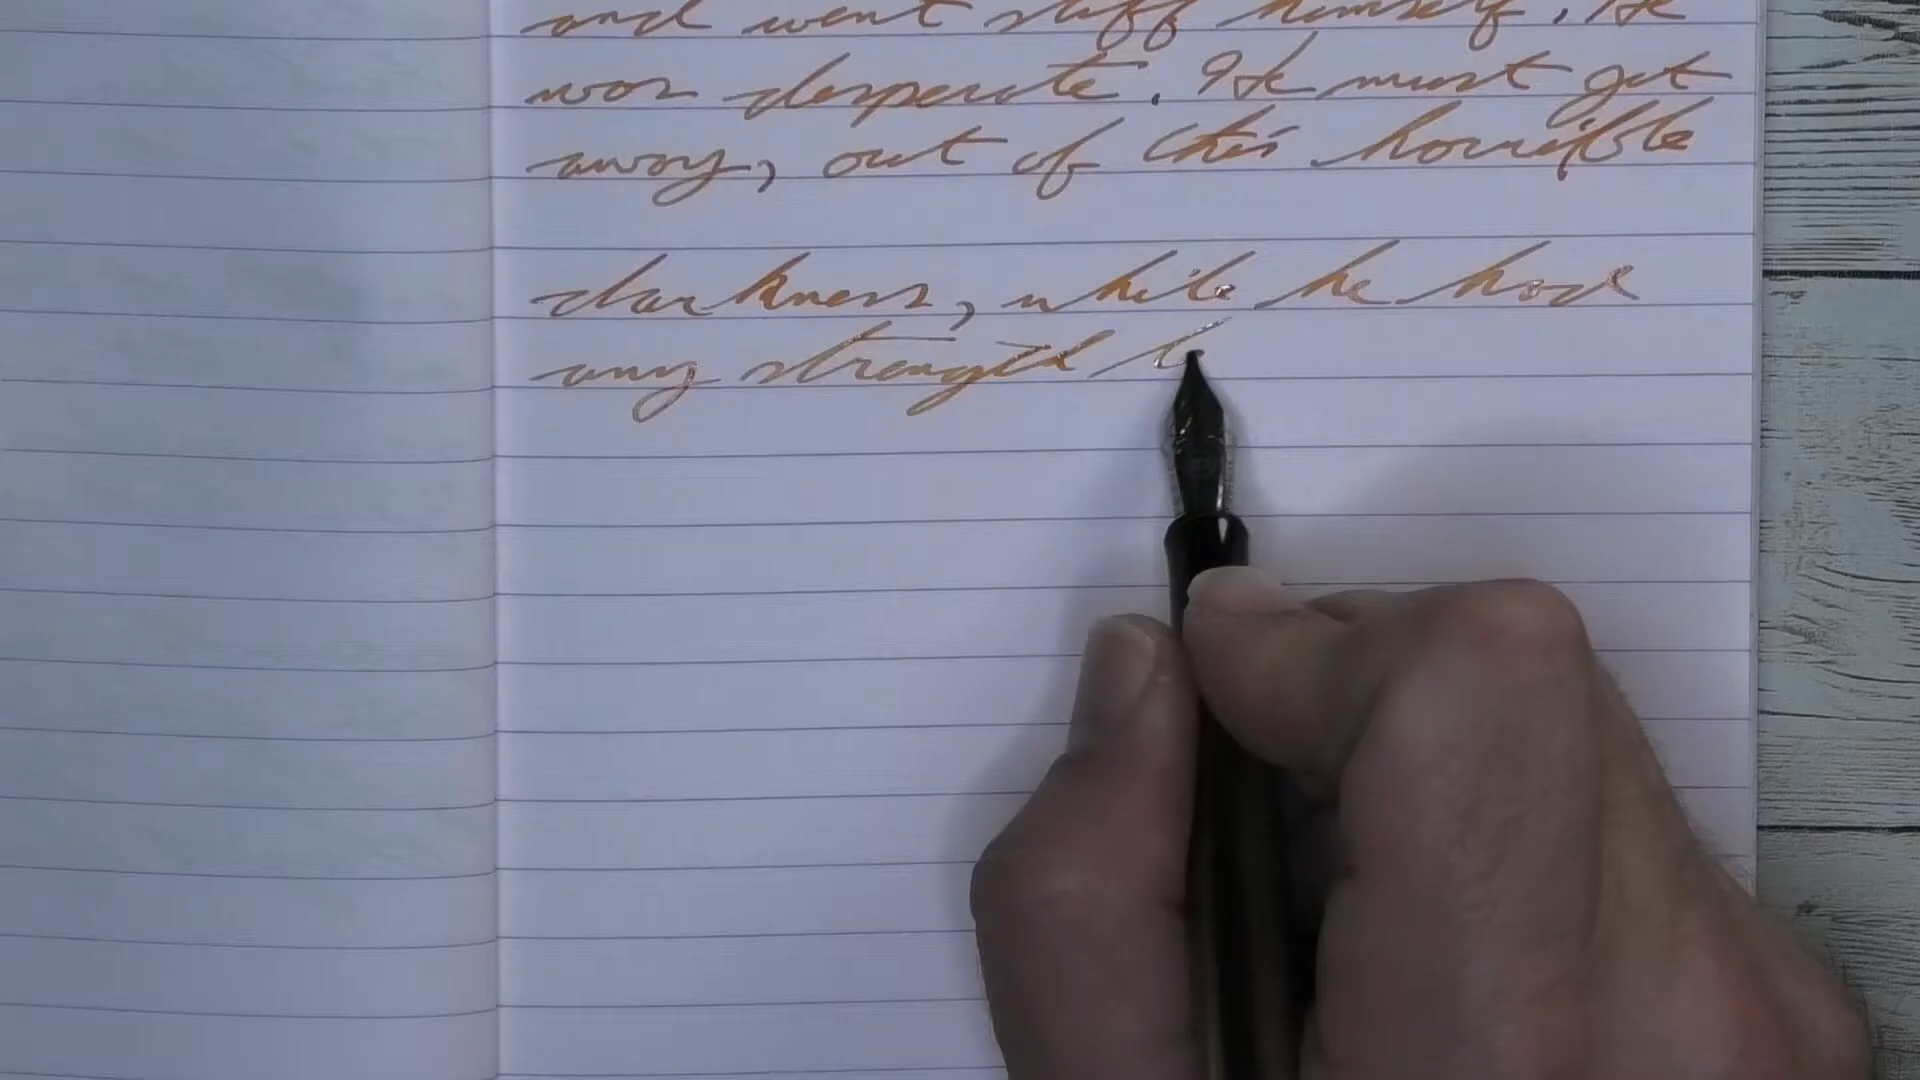 and went stiff himself. He
was desperate. He must get
away, out of this horrible
darkness, while he had
any strength le